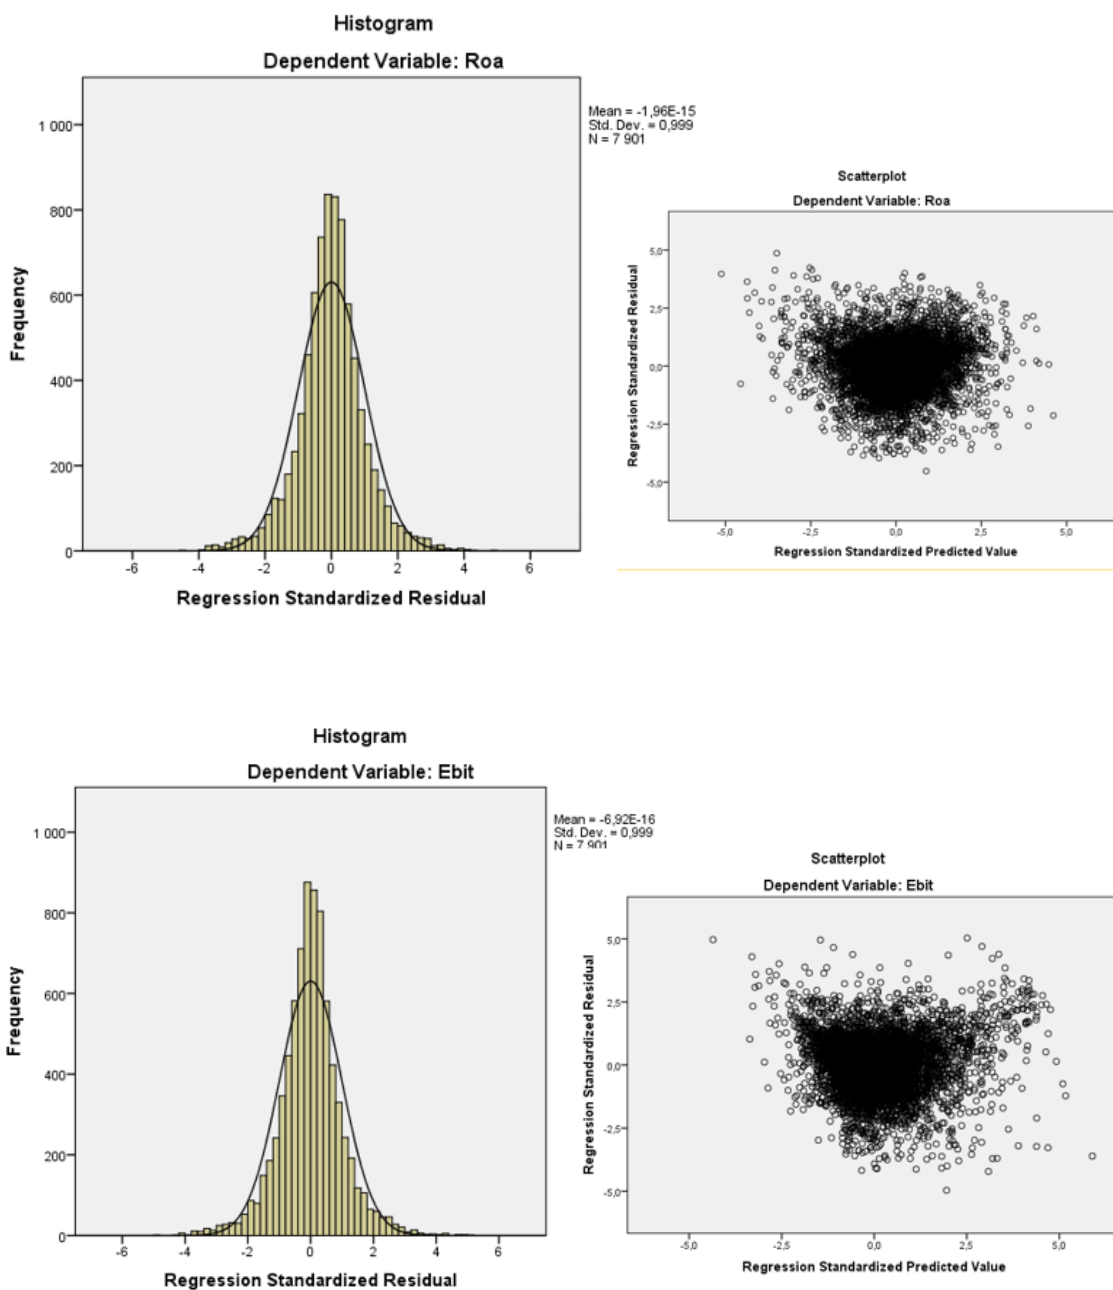 Histogram
Dependent Variable: Roa
Mean = -1,96E-15
Std. Dev. = 0,999
N = 7 901
1 000
800
600
400
200
0
Frequency
-6 -4 -2 0 2 4 6
Regression Standardized Residual
Scatterplot
Dependent Variable: Roa
5,0
2,5
0,0
-2,5
-5,0
Regression Standardized Residual
-5,0 -2,5 0,0 2,5 5,0
Regression Standardized Predicted Value
Histogram
Dependent Variable: Ebit
Mean = -6,92E-16
Std. Dev. = 0,999
N = 7 901
1 000
800
600
400
200
0
Frequency
-6 -4 -2 0 2 4 6
Regression Standardized Residual
Scatterplot
Dependent Variable: Ebit
5,0
2,5
0,0
-2,5
-5,0
Regression Standardized Residual
-5,0 -2,5 0,0 2,5 5,0
Regression Standardized Predicted Value